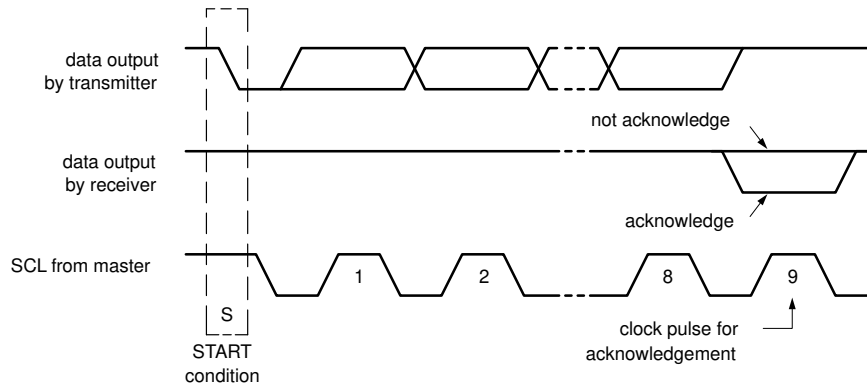 data output
by transmitter
not acknowledge
data output
by receiver
acknowledge
SCL from master
1
2
8
9
S
START
condition
clock pulse for
acknowledgement